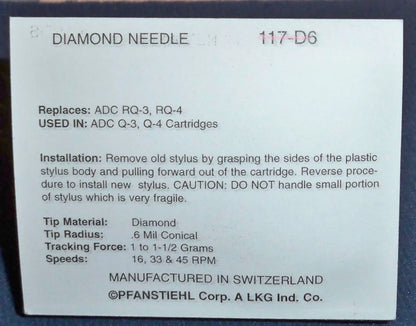 DIAMOND NEEDLE 117-D6
Replaces: ADC RQ-3, RQ-4
USED IN: ADC Q-3, Q-4 Cartridges
Installation: Remove old stylus by grasping the sides of the plastic
stylus body and pulling forward out of the cartridge. Reverse proce-
dure to install new stylus. CAUTION: DO NOT handle small portion
of stylus which is very fragile.
Tip Material: Diamond
Tip Radius: .6 Mil Conical
Tracking Force: 1 to 1-1/2 Grams
Speeds: 16, 33 & 45 RPM
MANUFACTURED IN SWITZERLAND
©PFANSTIEHL Corp. A LKG Ind. Co.